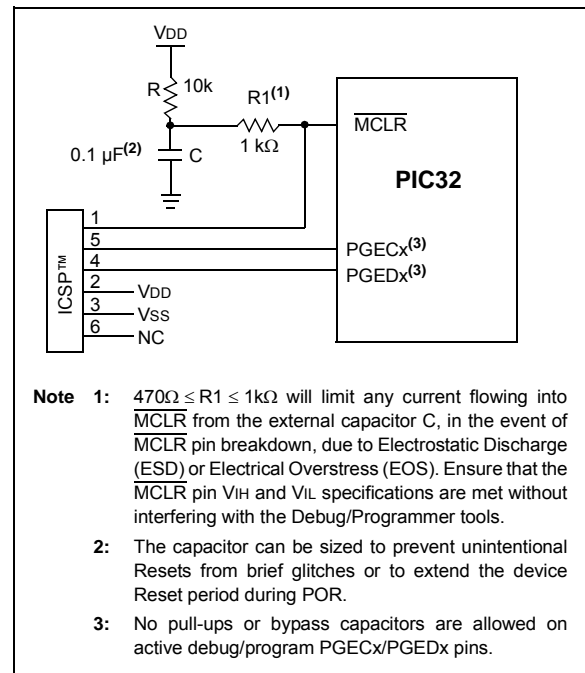 VDD
R 10k
R1(1)
1 kΩ
MCLR
0.1 µF(2)
C
PIC32
ICSP™
1
5
4
2
3
6
PGECx(3)
PGEDx(3)
VDD
VSS
NC
Note 1: 470Ω ≤ R1 ≤ 1kΩ will limit any current flowing into
MCLR from the external capacitor C, in the event of
MCLR pin breakdown, due to Electrostatic Discharge
(ESD) or Electrical Overstress (EOS). Ensure that the
MCLR pin VIH and VIL specifications are met without
interfering with the Debug/Programmer tools.
2: The capacitor can be sized to prevent unintentional
Resets from brief glitches or to extend the device
Reset period during POR.
3: No pull-ups or bypass capacitors are allowed on
active debug/program PGECx/PGEDx pins.